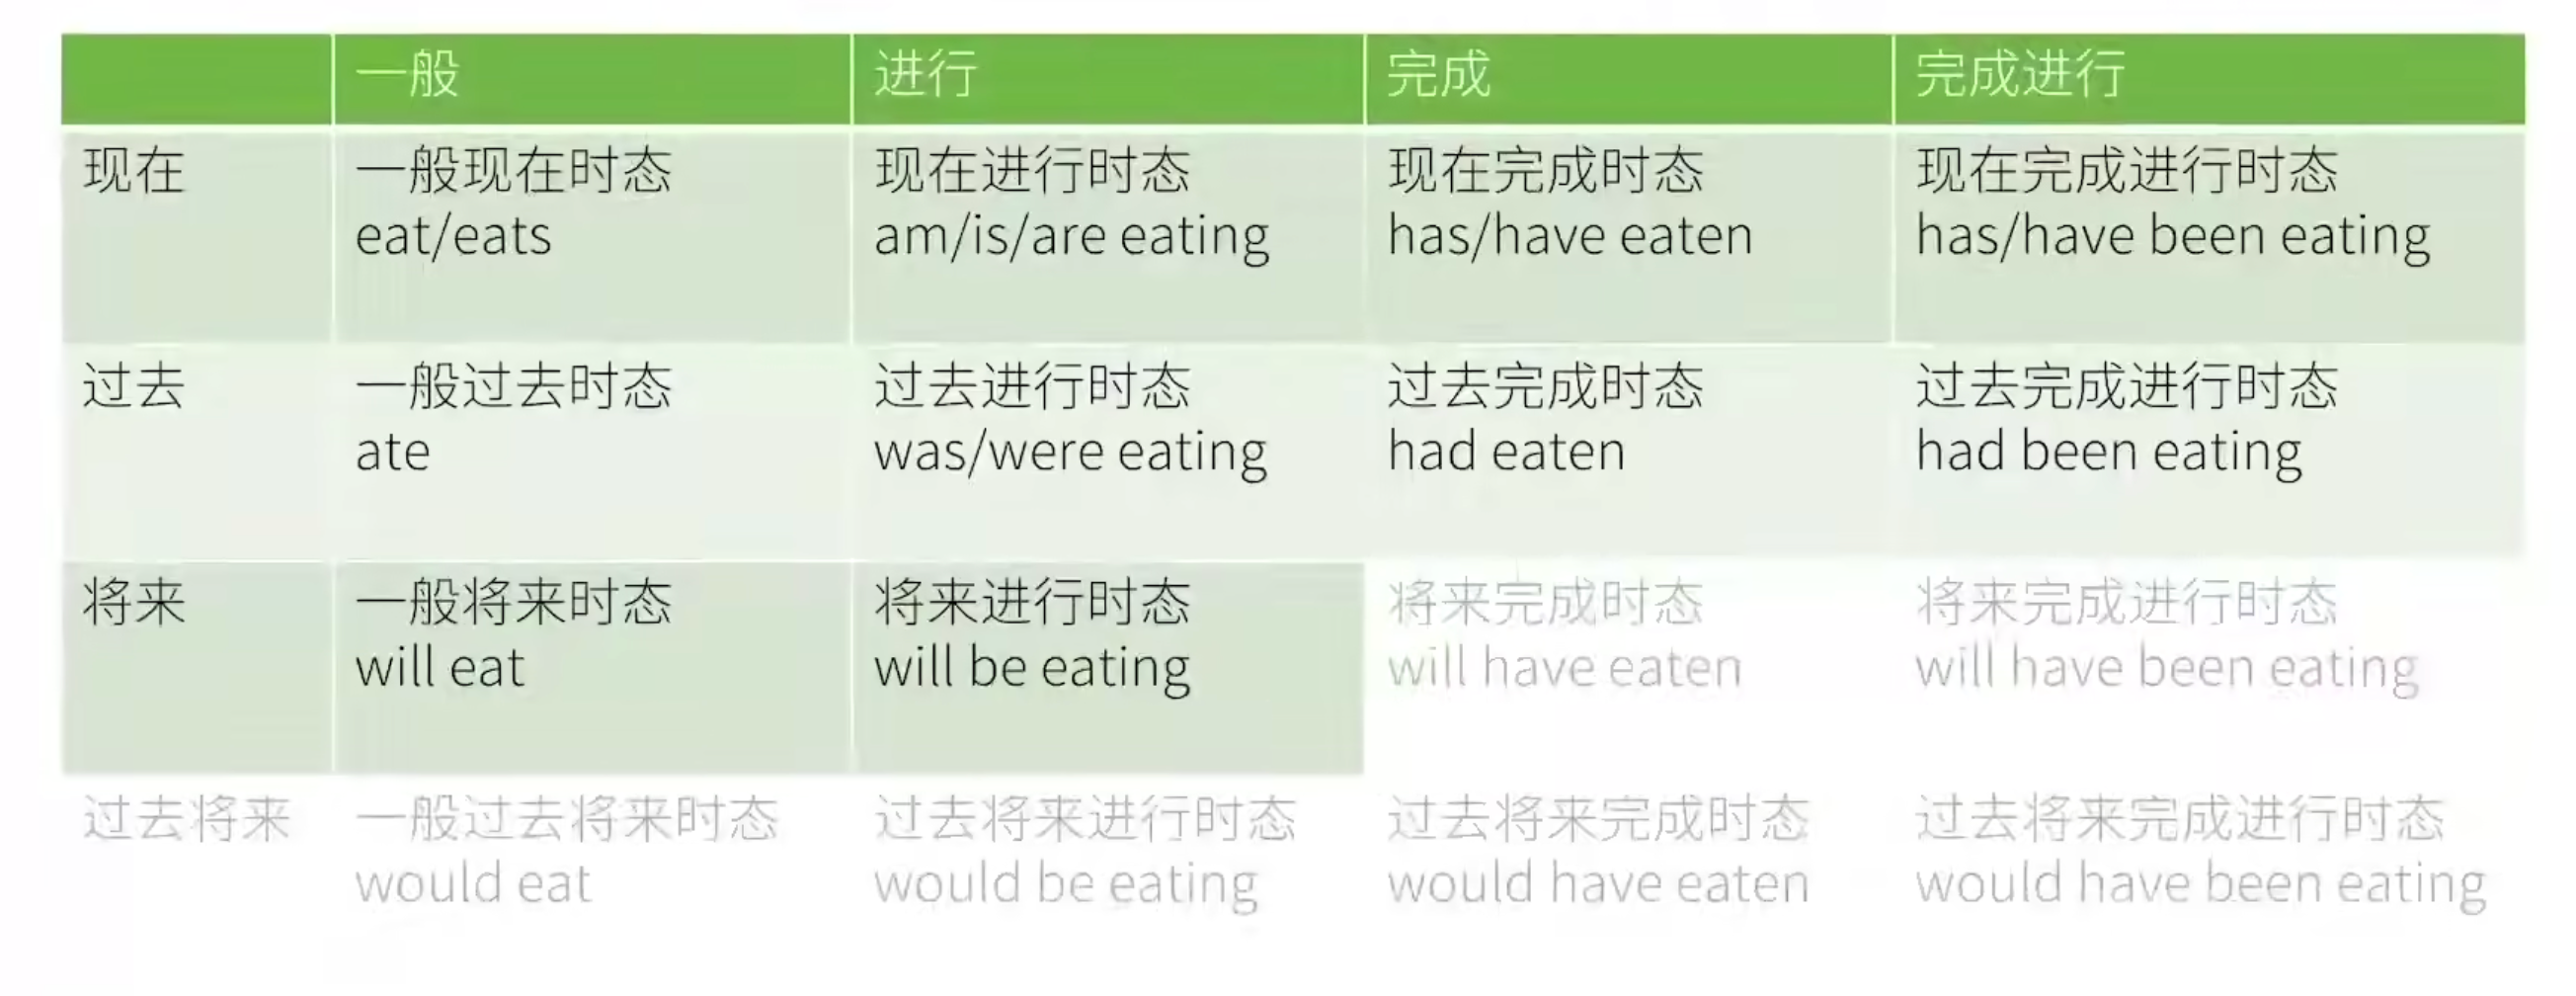 一般 进行 完成 完成进行
现在 一般现在时态 现在进行时态 现在完成时态 现在完成进行时态
eat/eats am/is/are eating has/have eaten has/have been eating
过去 一般过去时态 过去进行时态 过去完成时态 过去完成进行时态
ate was/were eating had eaten had been eating
将来 一般将来时态 将来进行时态 将来完成时态 将来完成进行时态
will eat will be eating will have eaten will have been eating
过去将来 一般过去将来时态 过去将来进行时态 过去将来完成时态 过去将来完成进行时态
would eat would be eating would have eaten would have been eating